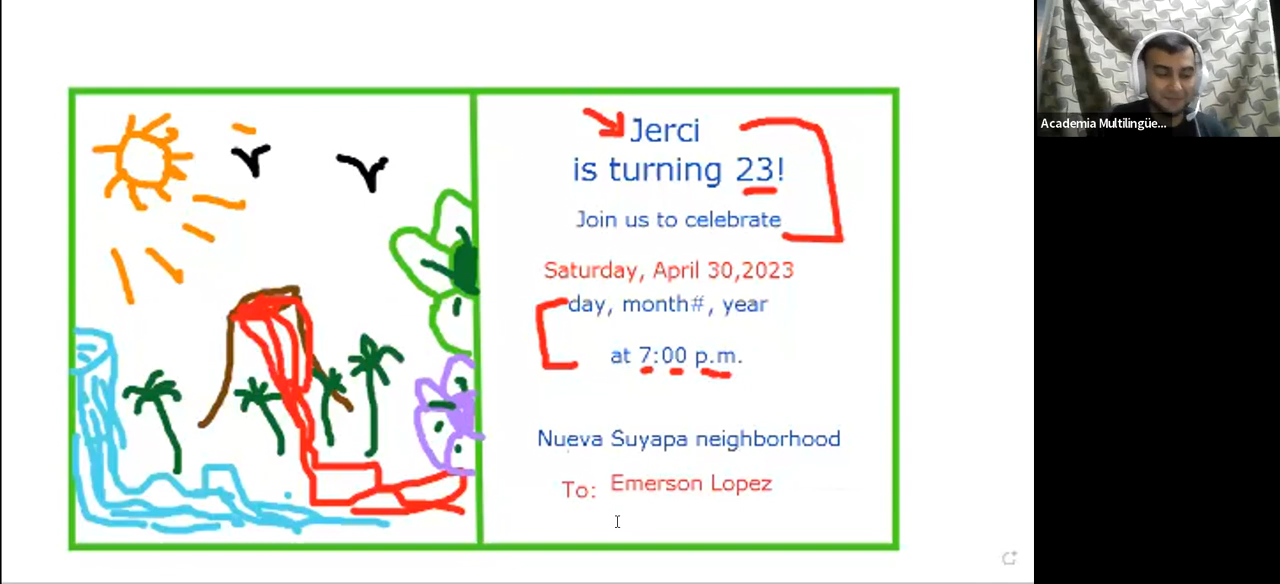 Jerci
is turning 23!
Join us to celebrate
Saturday, April 30,2023
day, month#, year
at 7:00 p.m.
Nueva Suyapa neighborhood
To: Emerson Lopez
Academia Multilingüe...